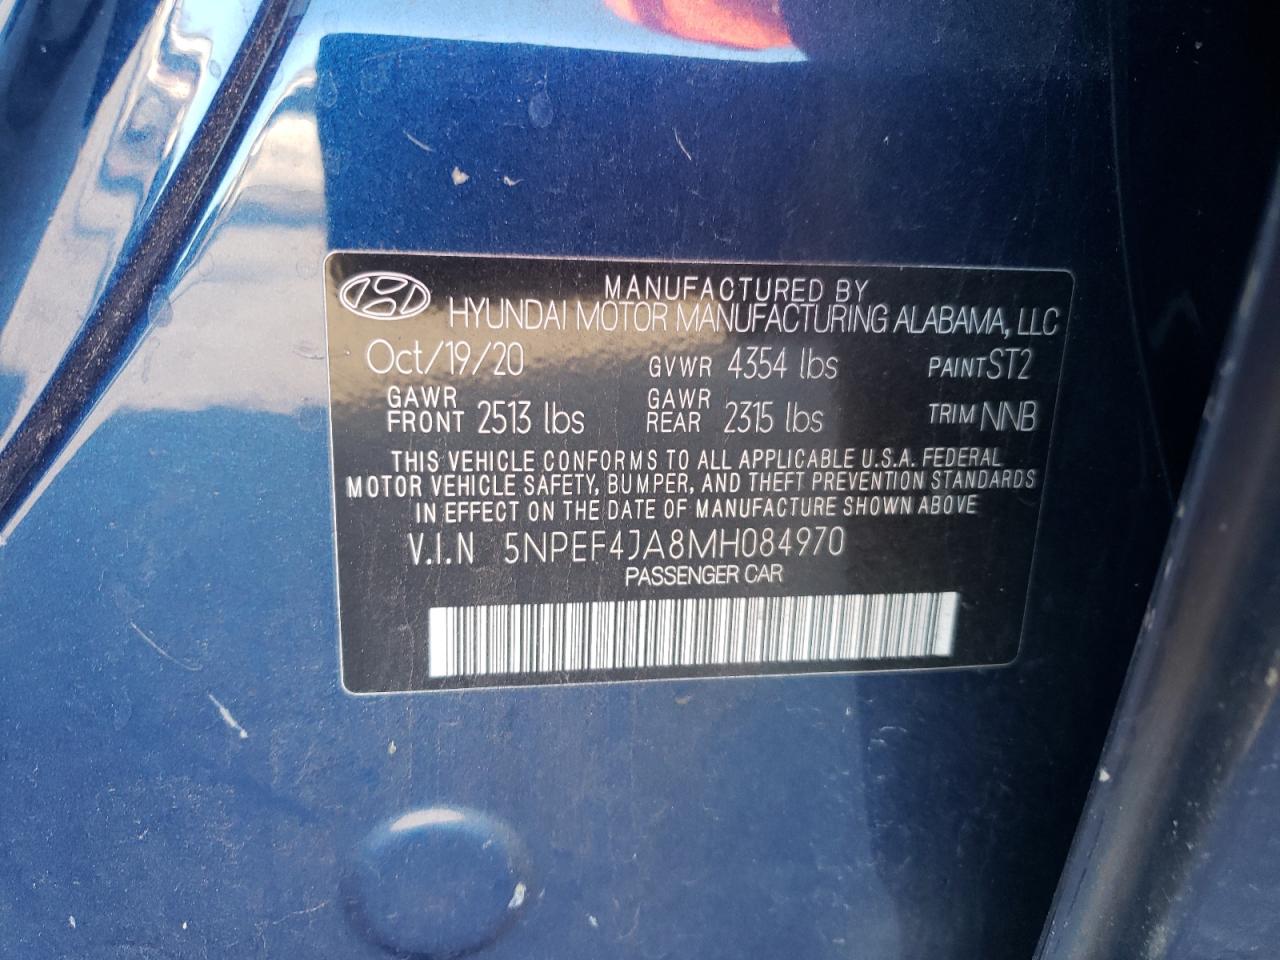 MANUFACTURED BY
HYUNDAI MOTOR MANUFACTURING ALABAMA, LLC
Oct/19/20 GVWR 4354 lbs PAINT ST2
GAWR FRONT 2513 lbs GAWR REAR 2315 lbs TRIM NNB
THIS VEHICLE CONFORMS TO ALL APPLICABLE U.S.A. FEDERAL
MOTOR VEHICLE SAFETY, BUMPER, AND THEFT PREVENTION STANDARDS
IN EFFECT ON THE DATE OF MANUFACTURE SHOWN ABOVE
V.I.N 5NPEF4JA8MH084970
PASSENGER CAR